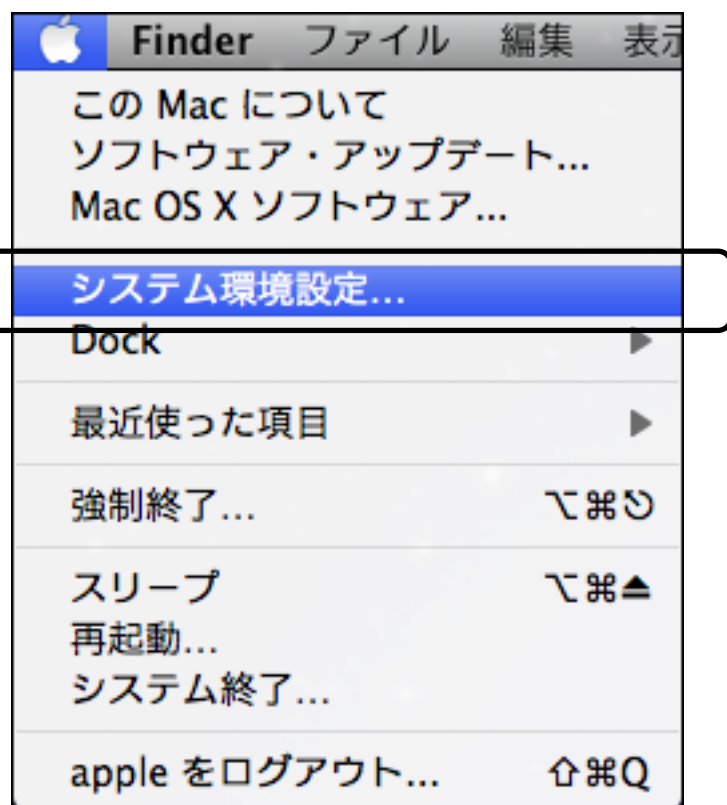 Finder ファイル 編集 表示
この Mac について
ソフトウェア・アップデート...
Mac OS X ソフトウェア...
システム環境設定...
Dock ▶
最近使った項目 ▶
強制終了... ⌥⌘⎋
スリープ ⌥⌘⏏
再起動...
システム終了...
apple をログアウト... ⇧⌘Q